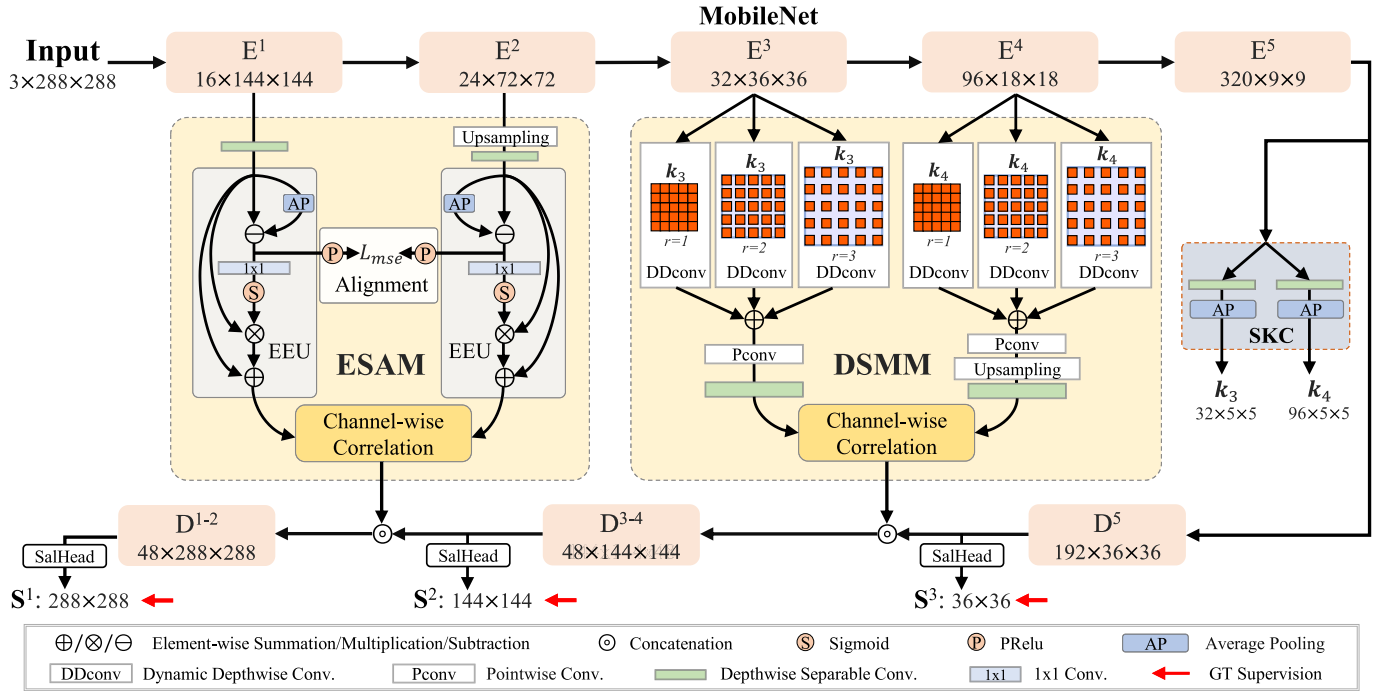 MobileNet
Input
3×288×288
E¹
16×144×144
E²
24×72×72
E³
32×36×36
E⁴
96×18×18
E⁵
320×9×9
Upsampling
AP
AP
P
L_mse
P
Alignment
1x1
1x1
S
S
EEU
EEU
ESAM
Channel-wise
Correlation
k₃
r=1
DDconv
k₃
r=2
DDconv
k₃
r=3
DDconv
k₄
r=1
DDconv
k₄
r=2
DDconv
k₄
r=3
DDconv
Pconv
Pconv
Upsampling
DSMM
Channel-wise
Correlation
AP
AP
SKC
k₃
32×5×5
k₄
96×5×5
D¹⁻²
48×288×288
D³⁻⁴
48×144×144
D⁵
192×36×36
SalHead
SalHead
SalHead
S¹: 288×288
S²: 144×144
S³: 36×36
⊕/⊗/⊖ Element-wise Summation/Multiplication/Subtraction
Concatenation
S Sigmoid
P PRelu
AP Average Pooling
DDconv Dynamic Depthwise Conv.
Pconv Pointwise Conv.
Depthwise Separable Conv.
1x1 1x1 Conv.
GT Supervision